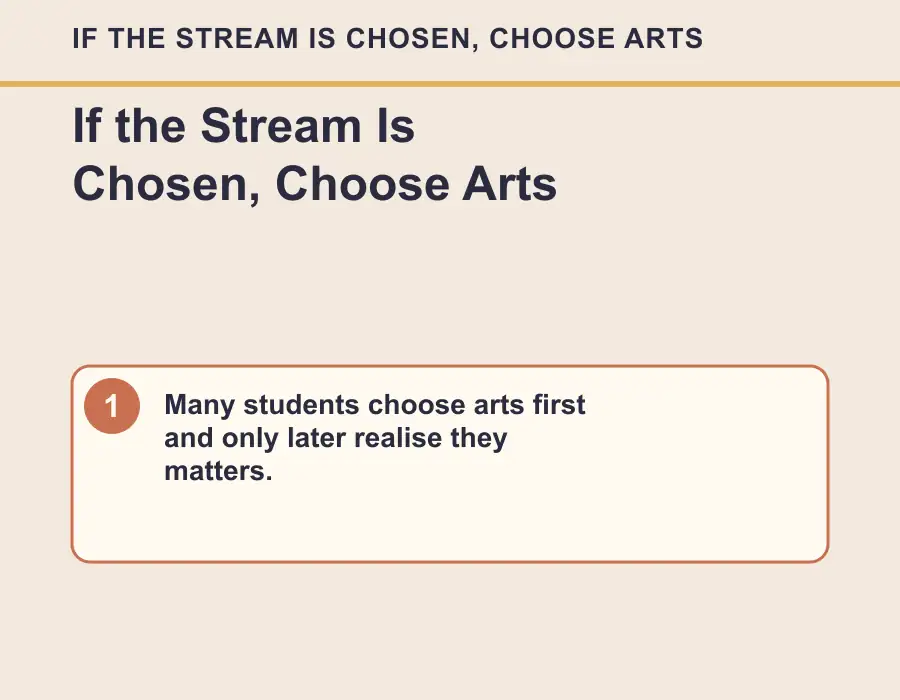 IF THE STREAM IS CHOSEN, CHOOSE ARTS
If the Stream Is
Chosen, Choose Arts
1
Many students choose arts first
and only later realise they
matters.